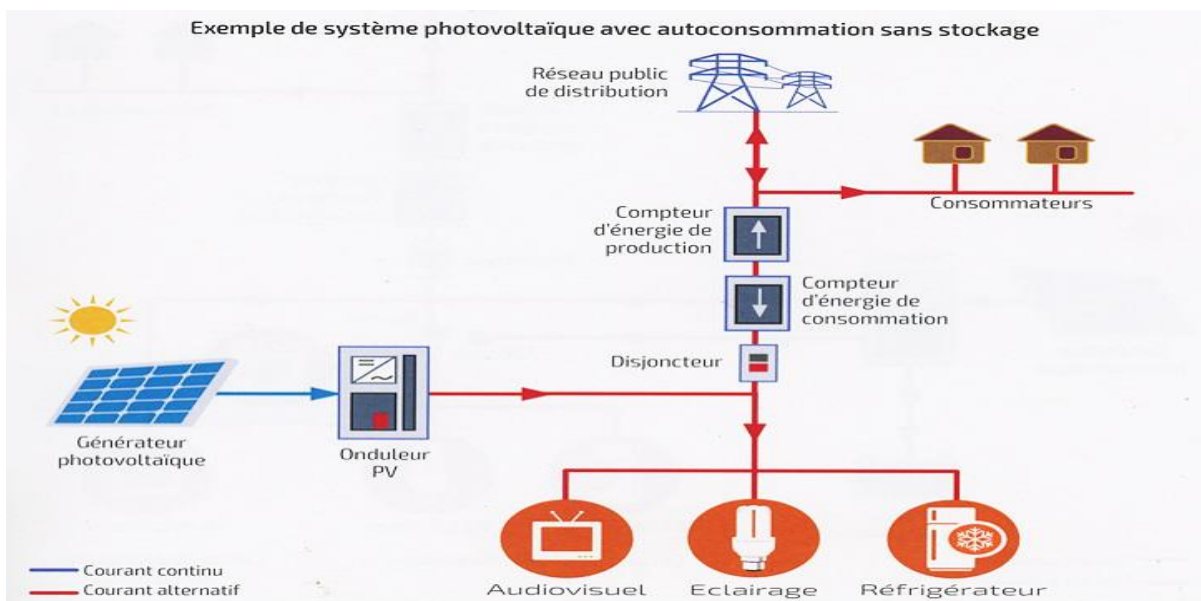 Exemple de système photovoltaïque avec autoconsommation sans stockage
Réseau public
de distribution
Consommateurs
Compteur
d'énergie de
production
Compteur
d'énergie de
consommation
Disjoncteur
Générateur
photovoltaïque
Onduleur
PV
Courant continu
Courant alternatif
Audiovisuel
Eclairage
Réfrigérateur